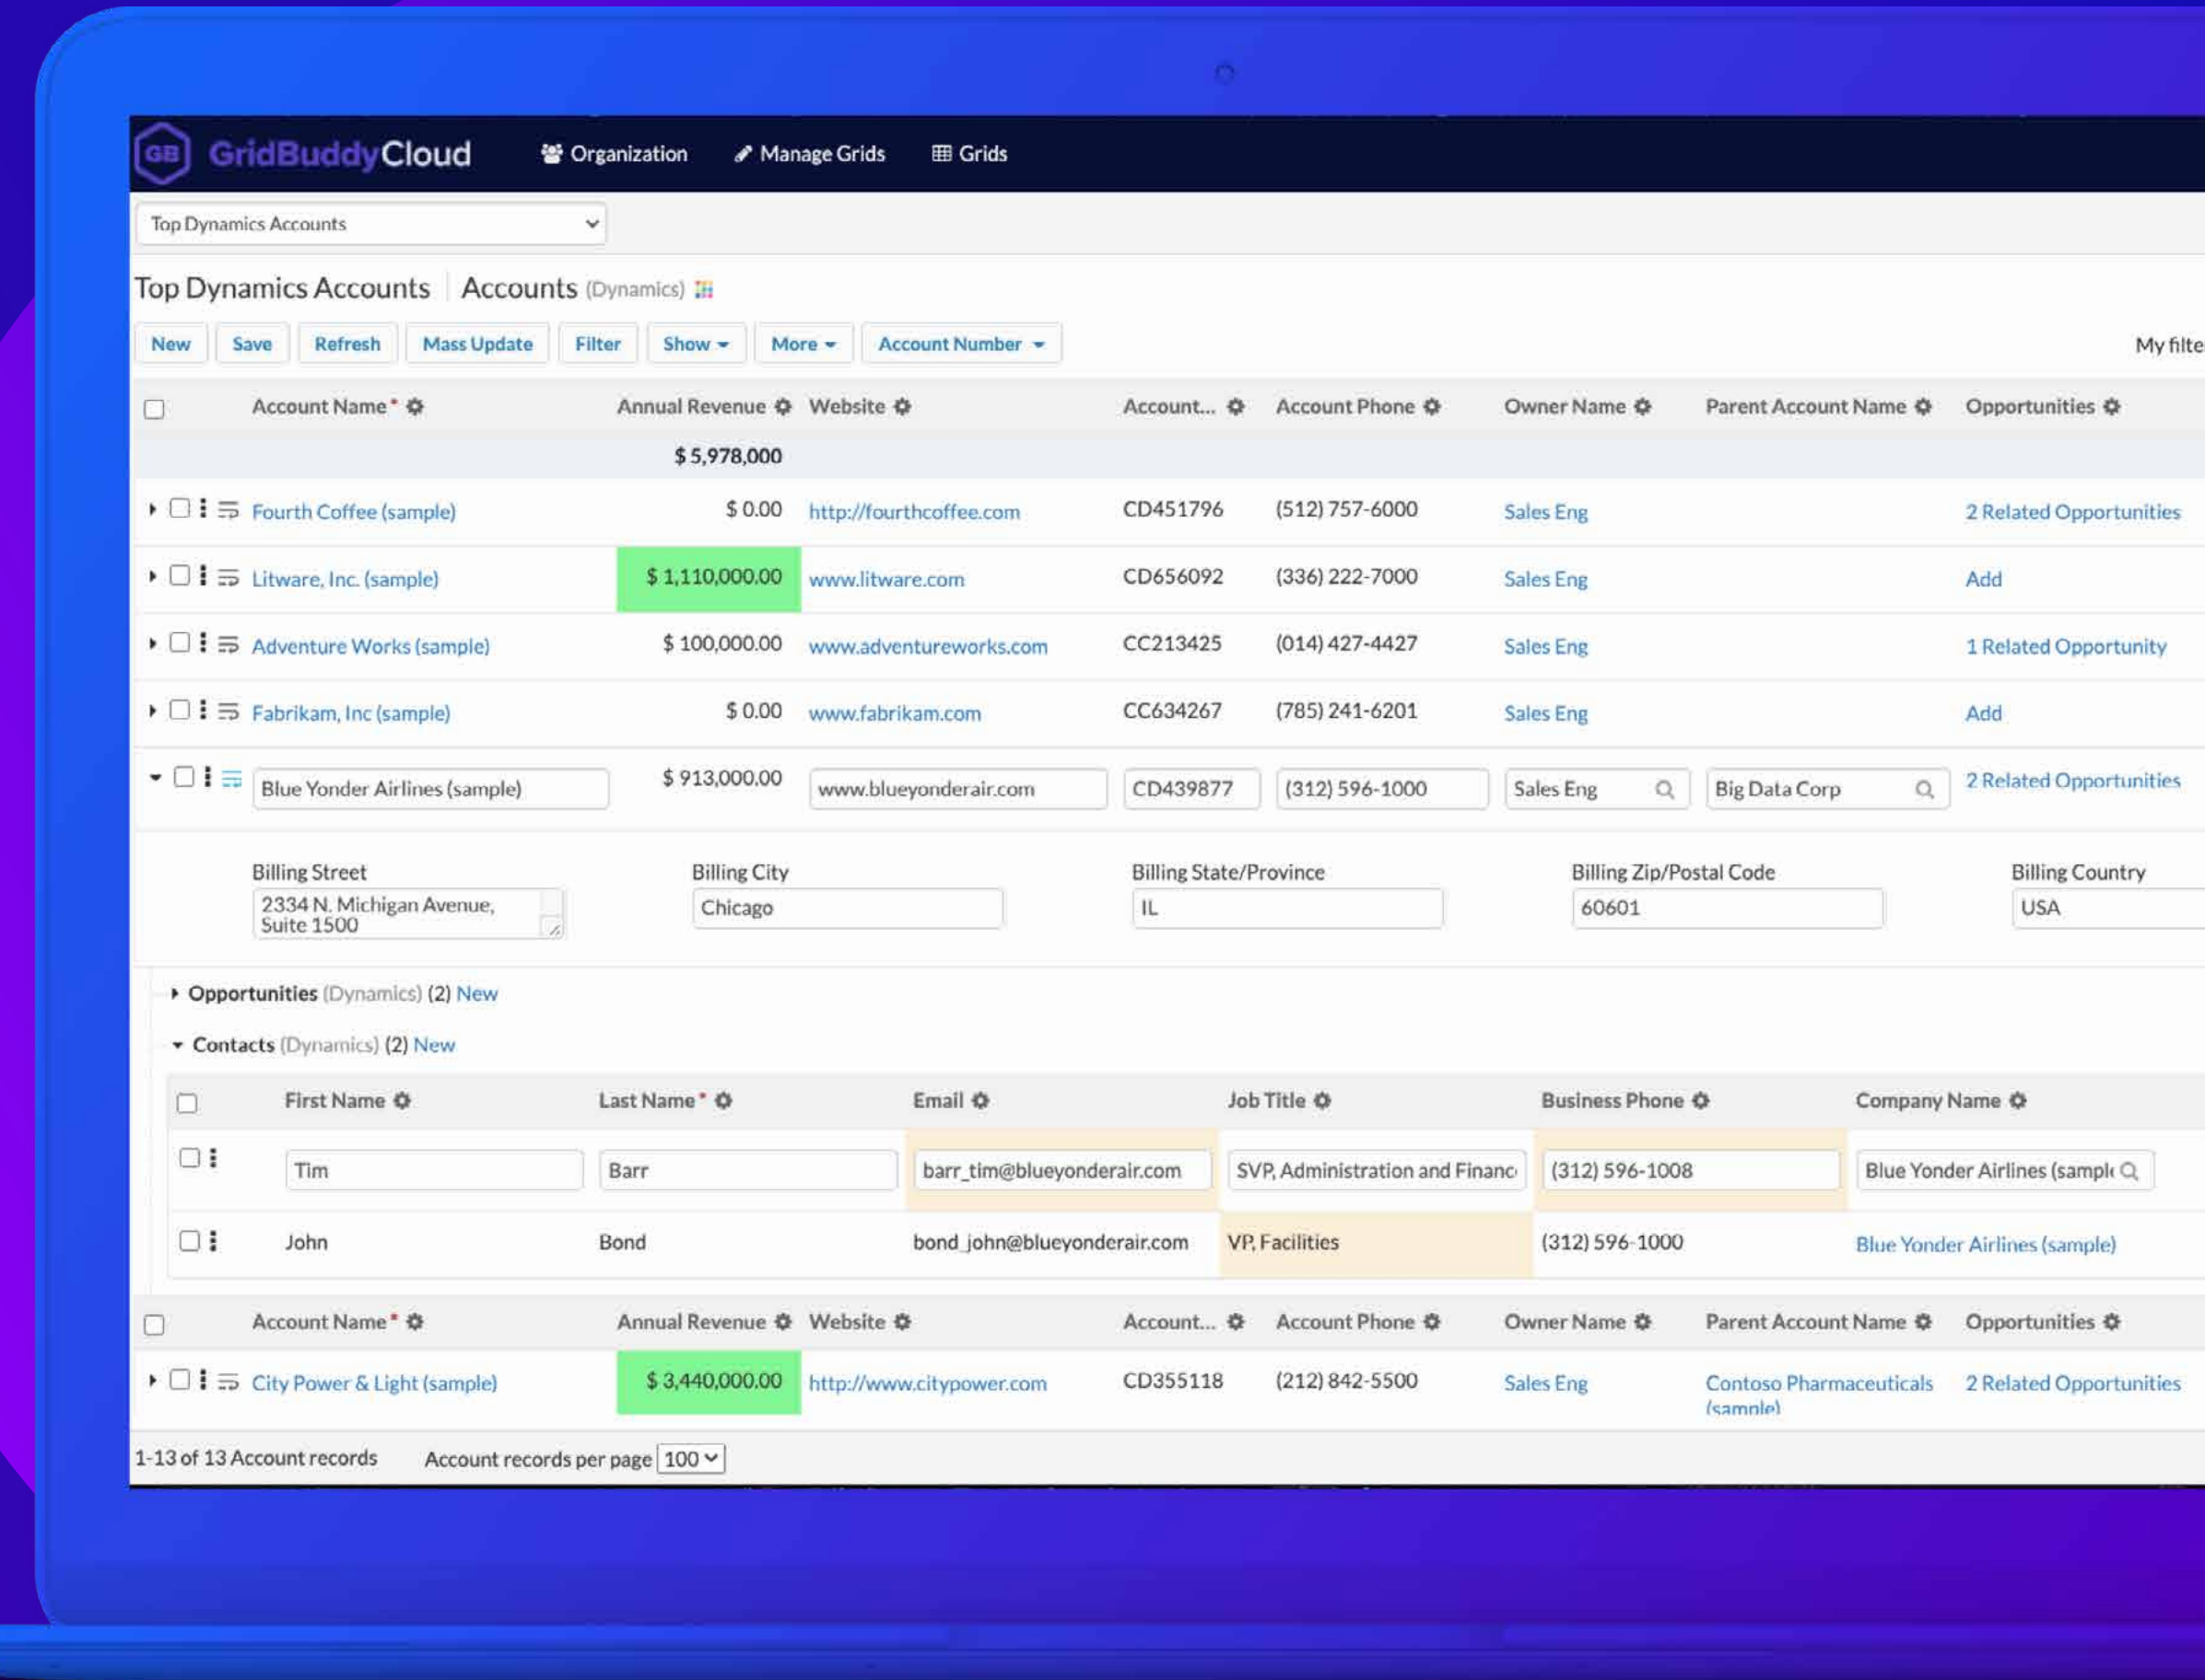 GB GridBuddyCloud Organization Manage Grids Grids
Top Dynamics Accounts
Top Dynamics Accounts Accounts (Dynamics)
New Save Refresh Mass Update Filter Show More Account Number My filte
Account Name* Annual Revenue Website Account... Account Phone Owner Name Parent Account Name Opportunities
$ 5,978,000
Fourth Coffee (sample) $ 0.00 http://fourthcoffee.com CD451796 (512) 757-6000 Sales Eng 2 Related Opportunities
Litware, Inc. (sample) $ 1,110,000.00 www.litware.com CD656092 (336) 222-7000 Sales Eng Add
Adventure Works (sample) $ 100,000.00 www.adventureworks.com CC213425 (014) 427-4427 Sales Eng 1 Related Opportunity
Fabrikam, Inc (sample) $ 0.00 www.fabrikam.com CC634267 (785) 241-6201 Sales Eng Add
Blue Yonder Airlines (sample) $ 913,000.00 www.blueyonderair.com CD439877 (312) 596-1000 Sales Eng Big Data Corp 2 Related Opportunities
Billing Street Billing City Billing State/Province Billing Zip/Postal Code Billing Country
2334 N. Michigan Avenue, Chicago IL 60601 USA
Suite 1500
Opportunities (Dynamics) (2) New
Contacts (Dynamics) (2) New
First Name Last Name* Email Job Title Business Phone Company Name
Tim Barr barr_tim@blueyonderair.com SVP, Administration and Financ (312) 596-1008 Blue Yonder Airlines (sample
John Bond bond_john@blueyonderair.com VP, Facilities (312) 596-1000 Blue Yonder Airlines (sample)
Account Name* Annual Revenue Website Account... Account Phone Owner Name Parent Account Name Opportunities
City Power & Light (sample) $ 3,440,000.00 http://www.citypower.com CD355118 (212) 842-5500 Sales Eng Contoso Pharmaceuticals 2 Related Opportunities
(sample)
1-13 of 13 Account records Account records per page 100